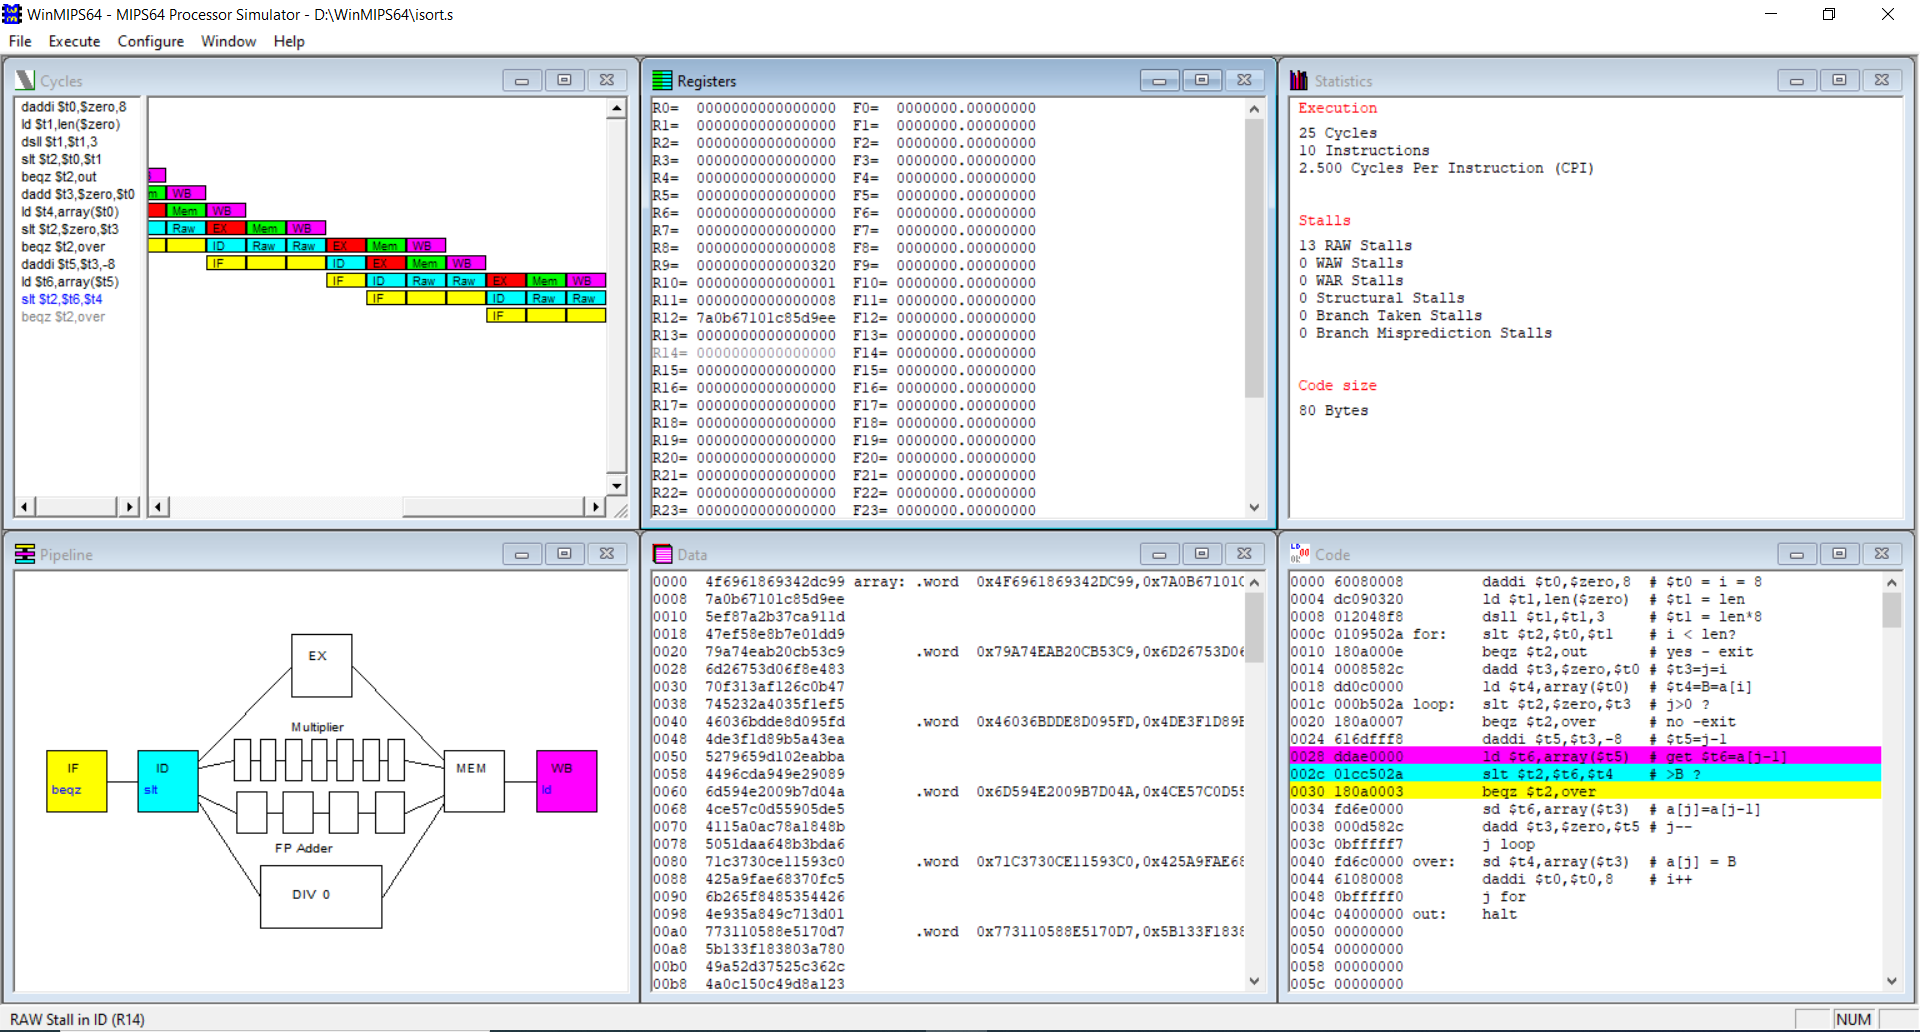 WinMIPS64 - MIPS64 Processor Simulator - D:\WinMIPS64\isort.s
File Execute Configure Window Help
Cycles
daddi $t0,$zero,8
ld $t1,len($zero)
dsll $t1,$t1,3
slt $t2,$t0,$t1
beqz $t2,out
dadd $t3,$zero,$t0
ld $t4,array($t0)
slt $t2,$zero,$t3
beqz $t2,over
daddi $t5,$t3,-8
ld $t6,array($t5)
slt $t2,$t6,$t4
beqz $t2,over
WB
Mem WB
Raw EX Mem WB
ID Raw Raw EX Mem WB
IF ID EX Mem WB
IF ID Raw Raw EX Mem WB
IF ID Raw Raw
IF
Registers
R0= 0000000000000000 F0= 0000000.00000000
R1= 0000000000000000 F1= 0000000.00000000
R2= 0000000000000000 F2= 0000000.00000000
R3= 0000000000000000 F3= 0000000.00000000
R4= 0000000000000000 F4= 0000000.00000000
R5= 0000000000000000 F5= 0000000.00000000
R6= 0000000000000000 F6= 0000000.00000000
R7= 0000000000000000 F7= 0000000.00000000
R8= 0000000000000008 F8= 0000000.00000000
R9= 0000000000000320 F9= 0000000.00000000
R10= 0000000000000001 F10= 0000000.00000000
R11= 0000000000000008 F11= 0000000.00000000
R12= 7a0b67101c85d9ee F12= 0000000.00000000
R13= 0000000000000000 F13= 0000000.00000000
R14= 0000000000000000 F14= 0000000.00000000
R15= 0000000000000000 F15= 0000000.00000000
R16= 0000000000000000 F16= 0000000.00000000
R17= 0000000000000000 F17= 0000000.00000000
R18= 0000000000000000 F18= 0000000.00000000
R19= 0000000000000000 F19= 0000000.00000000
R20= 0000000000000000 F20= 0000000.00000000
R21= 0000000000000000 F21= 0000000.00000000
R22= 0000000000000000 F22= 0000000.00000000
R23= 0000000000000000 F23= 0000000.00000000
Statistics
Execution
25 Cycles
10 Instructions
2.500 Cycles Per Instruction (CPI)
Stalls
13 RAW Stalls
0 WAW Stalls
0 WAR Stalls
0 Structural Stalls
0 Branch Taken Stalls
0 Branch Misprediction Stalls
Code size
80 Bytes
Pipeline
EX
Multiplier
IF
beqz
ID
slt
MEM
WB
ld
FP Adder
DIV 0
Data
0000 4f6961869342dc99 array: .word 0x4F6961869342DC99,0x7A0B67101C
0008 7a0b67101c85d9ee
0010 5ef87a2b37ca911d
0018 47ef58e8b7e01dd9
0020 79a74eab20cb53c9 .word 0x79A74EAB20CB53C9,0x6D26753D06
0028 6d26753d06f8e483
0030 70f313af126c0b47
0038 745232a4035f1ef5
0040 46036bdde8d095fd .word 0x46036BDDE8D095FD,0x4DE3F1D89B
0048 4de3f1d89b5a43ea
0050 5279659d102eabba
0058 4496cda949e29089
0060 6d594e2009b7d04a .word 0x6D594E2009B7D04A,0x4CE57C0D55
0068 4ce57c0d55905de5
0070 4115a0ac78a1848b
0078 5051daa648b3bda6
0080 71c3730ce11593c0 .word 0x71C3730CE11593C0,0x425A9FAE68
0088 425a9fae68370fc5
0090 6b265f8485354426
0098 4e935a849c713d01
00a0 773110588e5170d7 .word 0x773110588E5170D7,0x5B133F1838
00a8 5b133f183803a780
00b0 49a52d37525c362c
00b8 4a0c150c49d8a123
Code
0000 60080008 daddi $t0,$zero,8 # $t0 = i = 8
0004 dc090320 ld $t1,len($zero) # $t1 = len
0008 012048f8 dsll $t1,$t1,3 # $t1 = len*8
000c 0109502a for: slt $t2,$t0,$t1 # i < len?
0010 180a000e beqz $t2,out # yes - exit
0014 0008582c dadd $t3,$zero,$t0 # $t3=j=i
0018 dd0c0000 ld $t4,array($t0) # $t4=B=a[i]
001c 000b502a loop: slt $t2,$zero,$t3 # j>0 ?
0020 180a0007 beqz $t2,over # no -exit
0024 616dfff8 daddi $t5,$t3,-8 # $t5=j-1
0028 ddae0000 ld $t6,array($t5) # get $t6=a[j-1]
002c 01cc502a slt $t2,$t6,$t4 # >B ?
0030 180a0003 beqz $t2,over
0034 fd6e0000 sd $t6,array($t3) # a[j]=a[j-1]
0038 000d582c dadd $t3,$zero,$t5 # j--
003c 0bfffff7 j loop
0040 fd6c0000 over: sd $t4,array($t3) # a[j] = B
0044 61080008 daddi $t0,$t0,8 # i++
0048 0bfffff0 j for
004c 04000000 out: halt
0050 00000000
0054 00000000
0058 00000000
005c 00000000
RAW Stall in ID (R14)
NUM